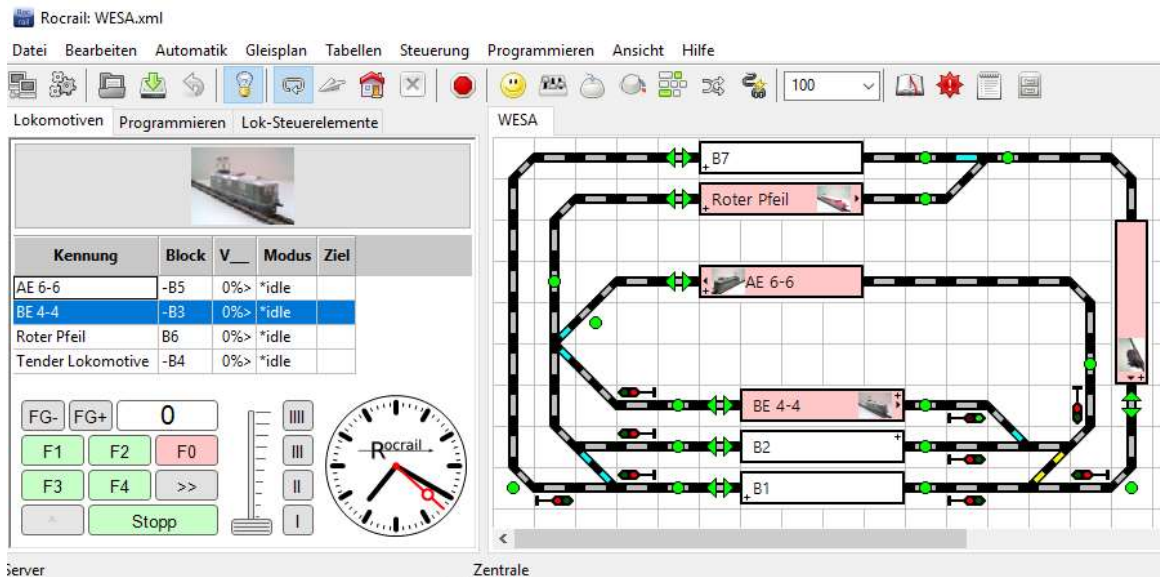 Rocrail: WESA.xml
Datei Bearbeiten Automatik Gleisplan Tabellen Steuerung Programmieren Ansicht Hilfe
100
Lokomotiven Programmieren Lok-Steuerelemente
WESA
Kennung Block V__ Modus Ziel
AE 6-6 -B5 0%> *idle
BE 4-4 -B3 0%> *idle
Roter Pfeil B6 0%> *idle
Tender Lokomotive -B4 0%> *idle
FG- FG+ 0 IIII
F1 F2 F0 III
F3 F4 >> II
^ Stopp I
Rocrail
B7
Roter Pfeil
AE 6-6
BE 4-4
B2
B1
Server Zentrale